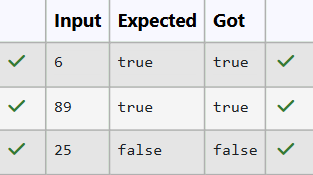 Input Expected Got
6 true true
89 true true
25 false false